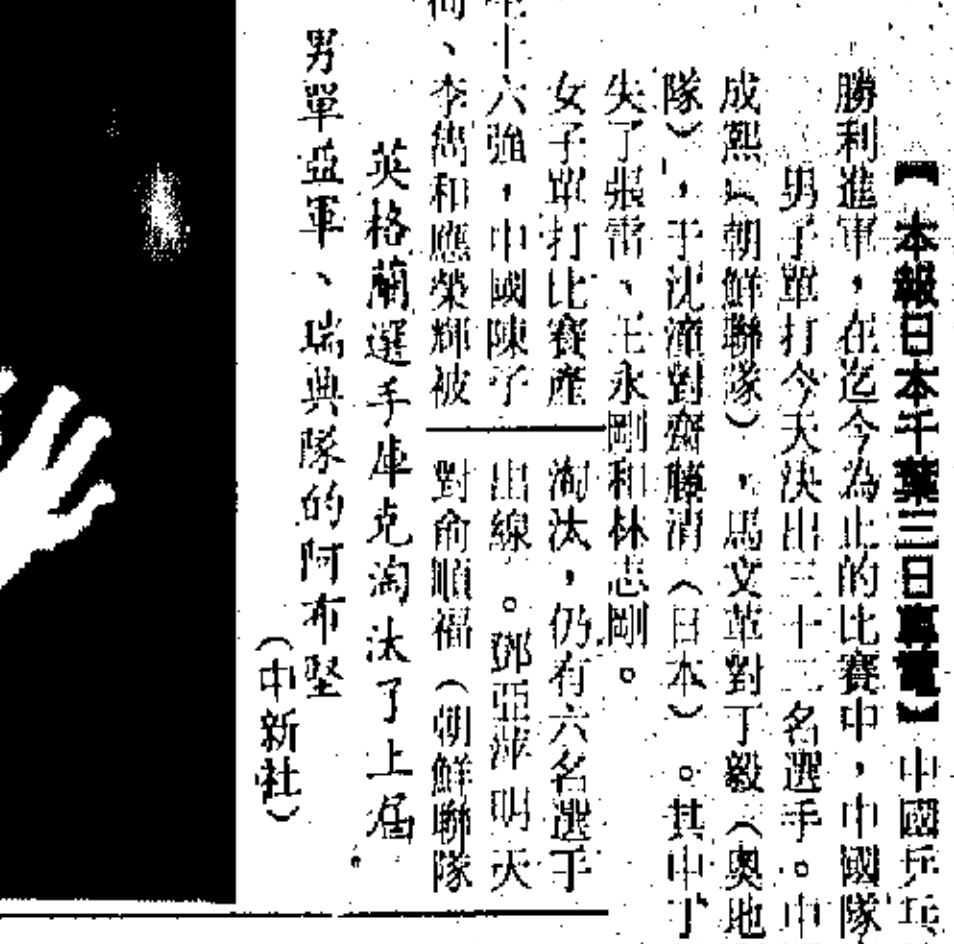 【本報日本千葉三日專電】中國乒乓
勝利進軍,在迄今為止的比賽中,中國隊
男子單打今天決出三十二名選手。中
成熙(朝鮮聯隊),馬文革對丁毅(奧地
隊),于沈潼對齋藤清(日本)。其中丁
失了張雷、王永剛和林志剛。
女子單打比賽產
生十六強,中國陳子
、李雋和應榮輝被
淘汰,仍有六名選手
出線。鄧亞萍明天
對俞順福(朝鮮聯隊
英格蘭選手庫克淘汰了上屆
男單亞軍、瑞典隊的阿布堅。
(中新社)